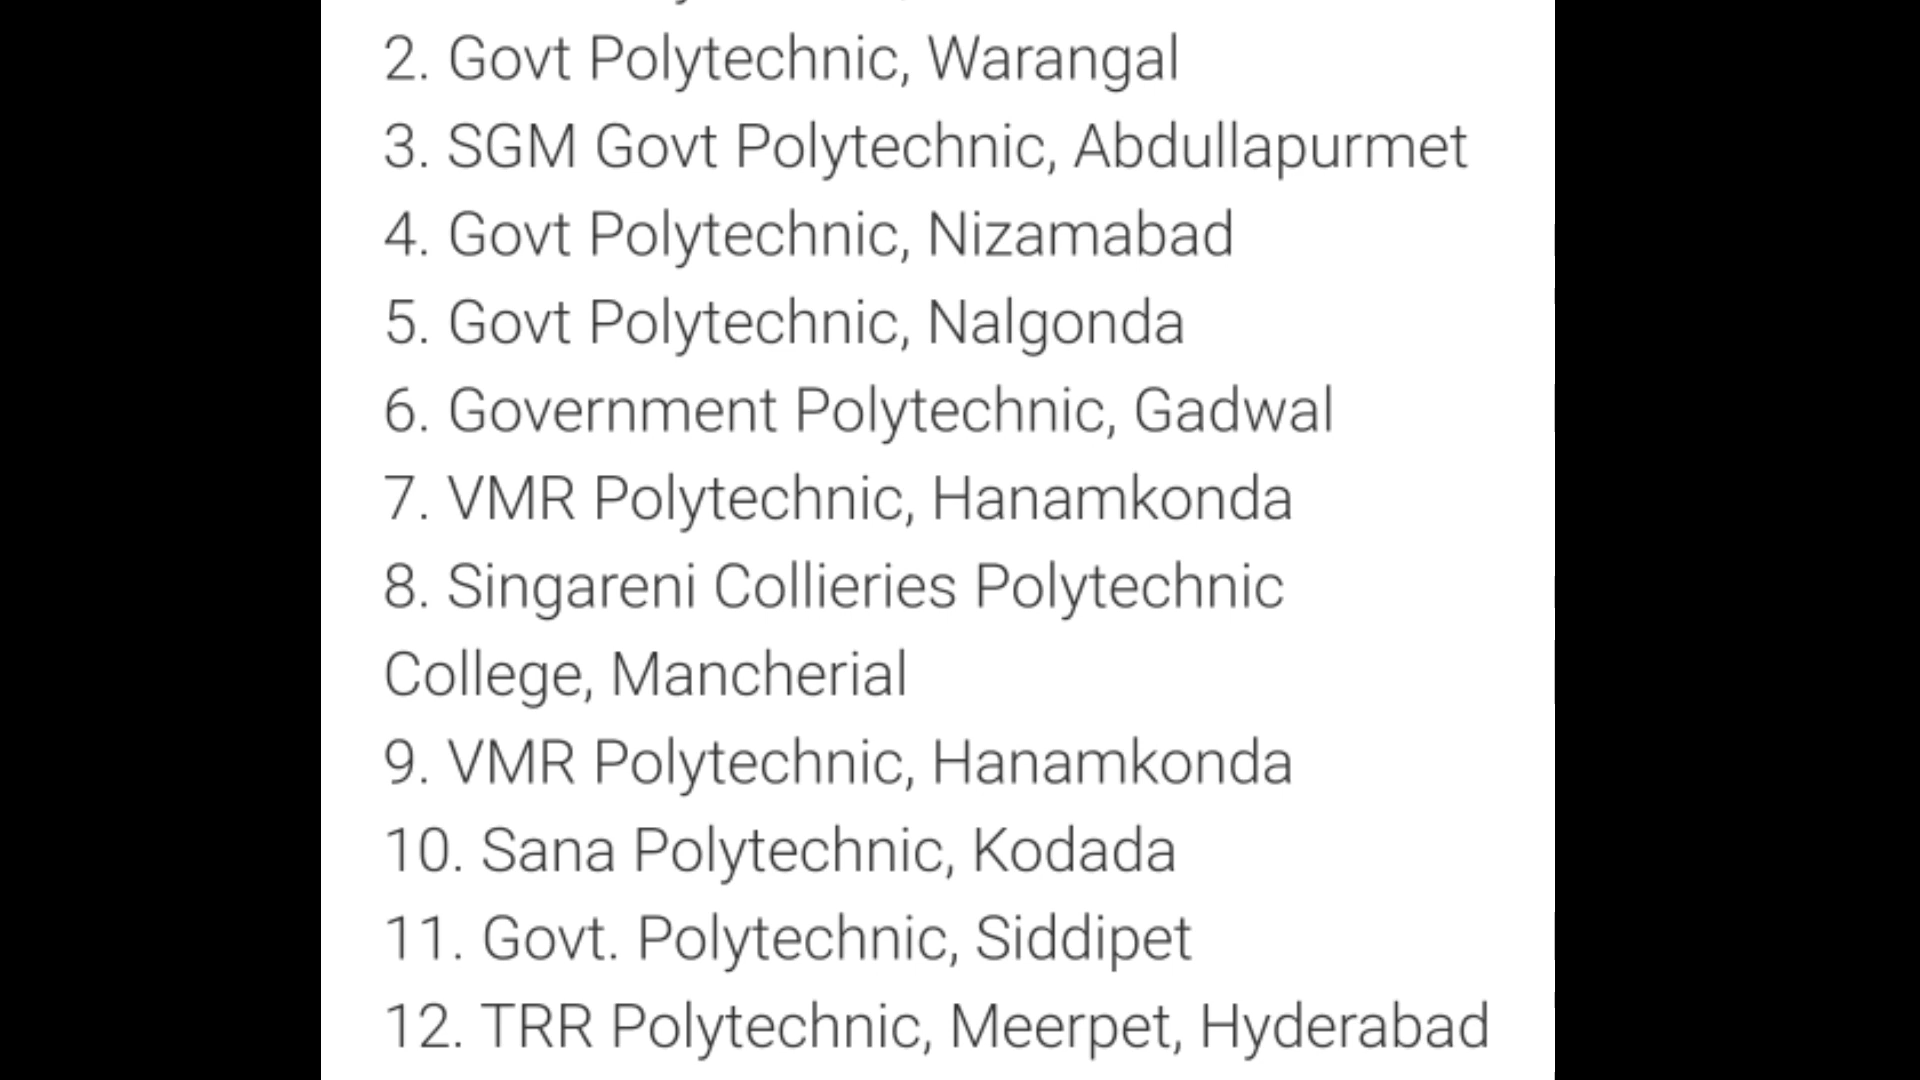 2. Govt Polytechnic, Warangal
3. SGM Govt Polytechnic, Abdullapurmet
4. Govt Polytechnic, Nizamabad
5. Govt Polytechnic, Nalgonda
6. Government Polytechnic, Gadwal
7. VMR Polytechnic, Hanamkonda
8. Singareni Collieries Polytechnic
College, Mancherial
9. VMR Polytechnic, Hanamkonda
10. Sana Polytechnic, Kodada
11. Govt. Polytechnic, Siddipet
12. TRR Polytechnic, Meerpet, Hyderabad